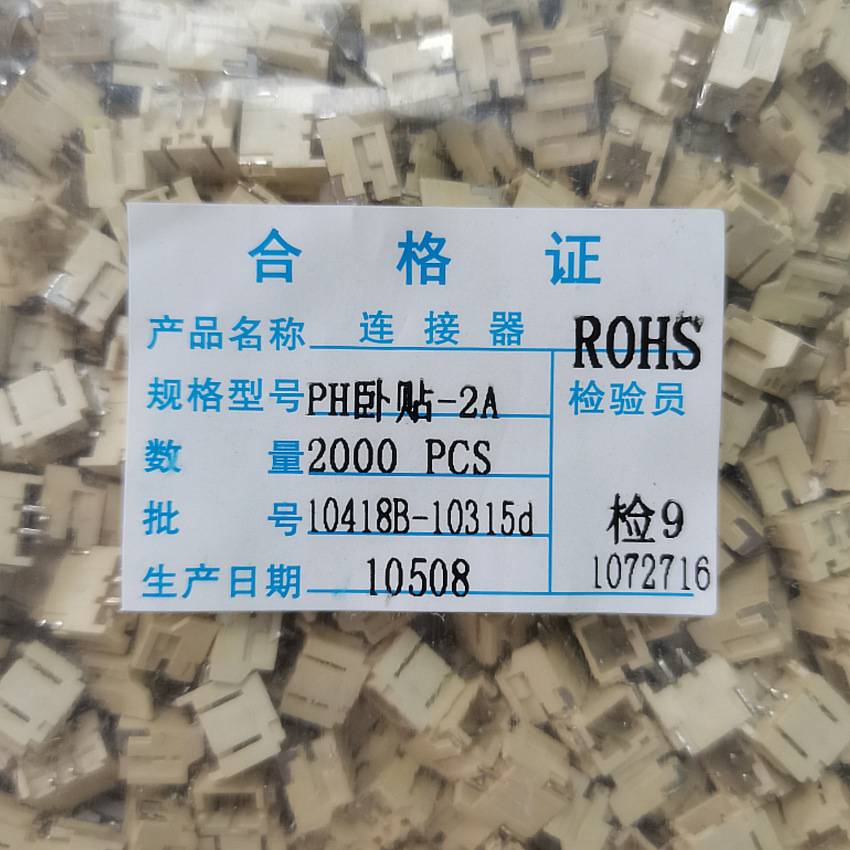 合格证
产品名称 连接器 ROHS
规格型号 PH卧贴-2A 检验员
数量 2000 PCS
批号 10418B-10315d 检9
生产日期 10508 1072716